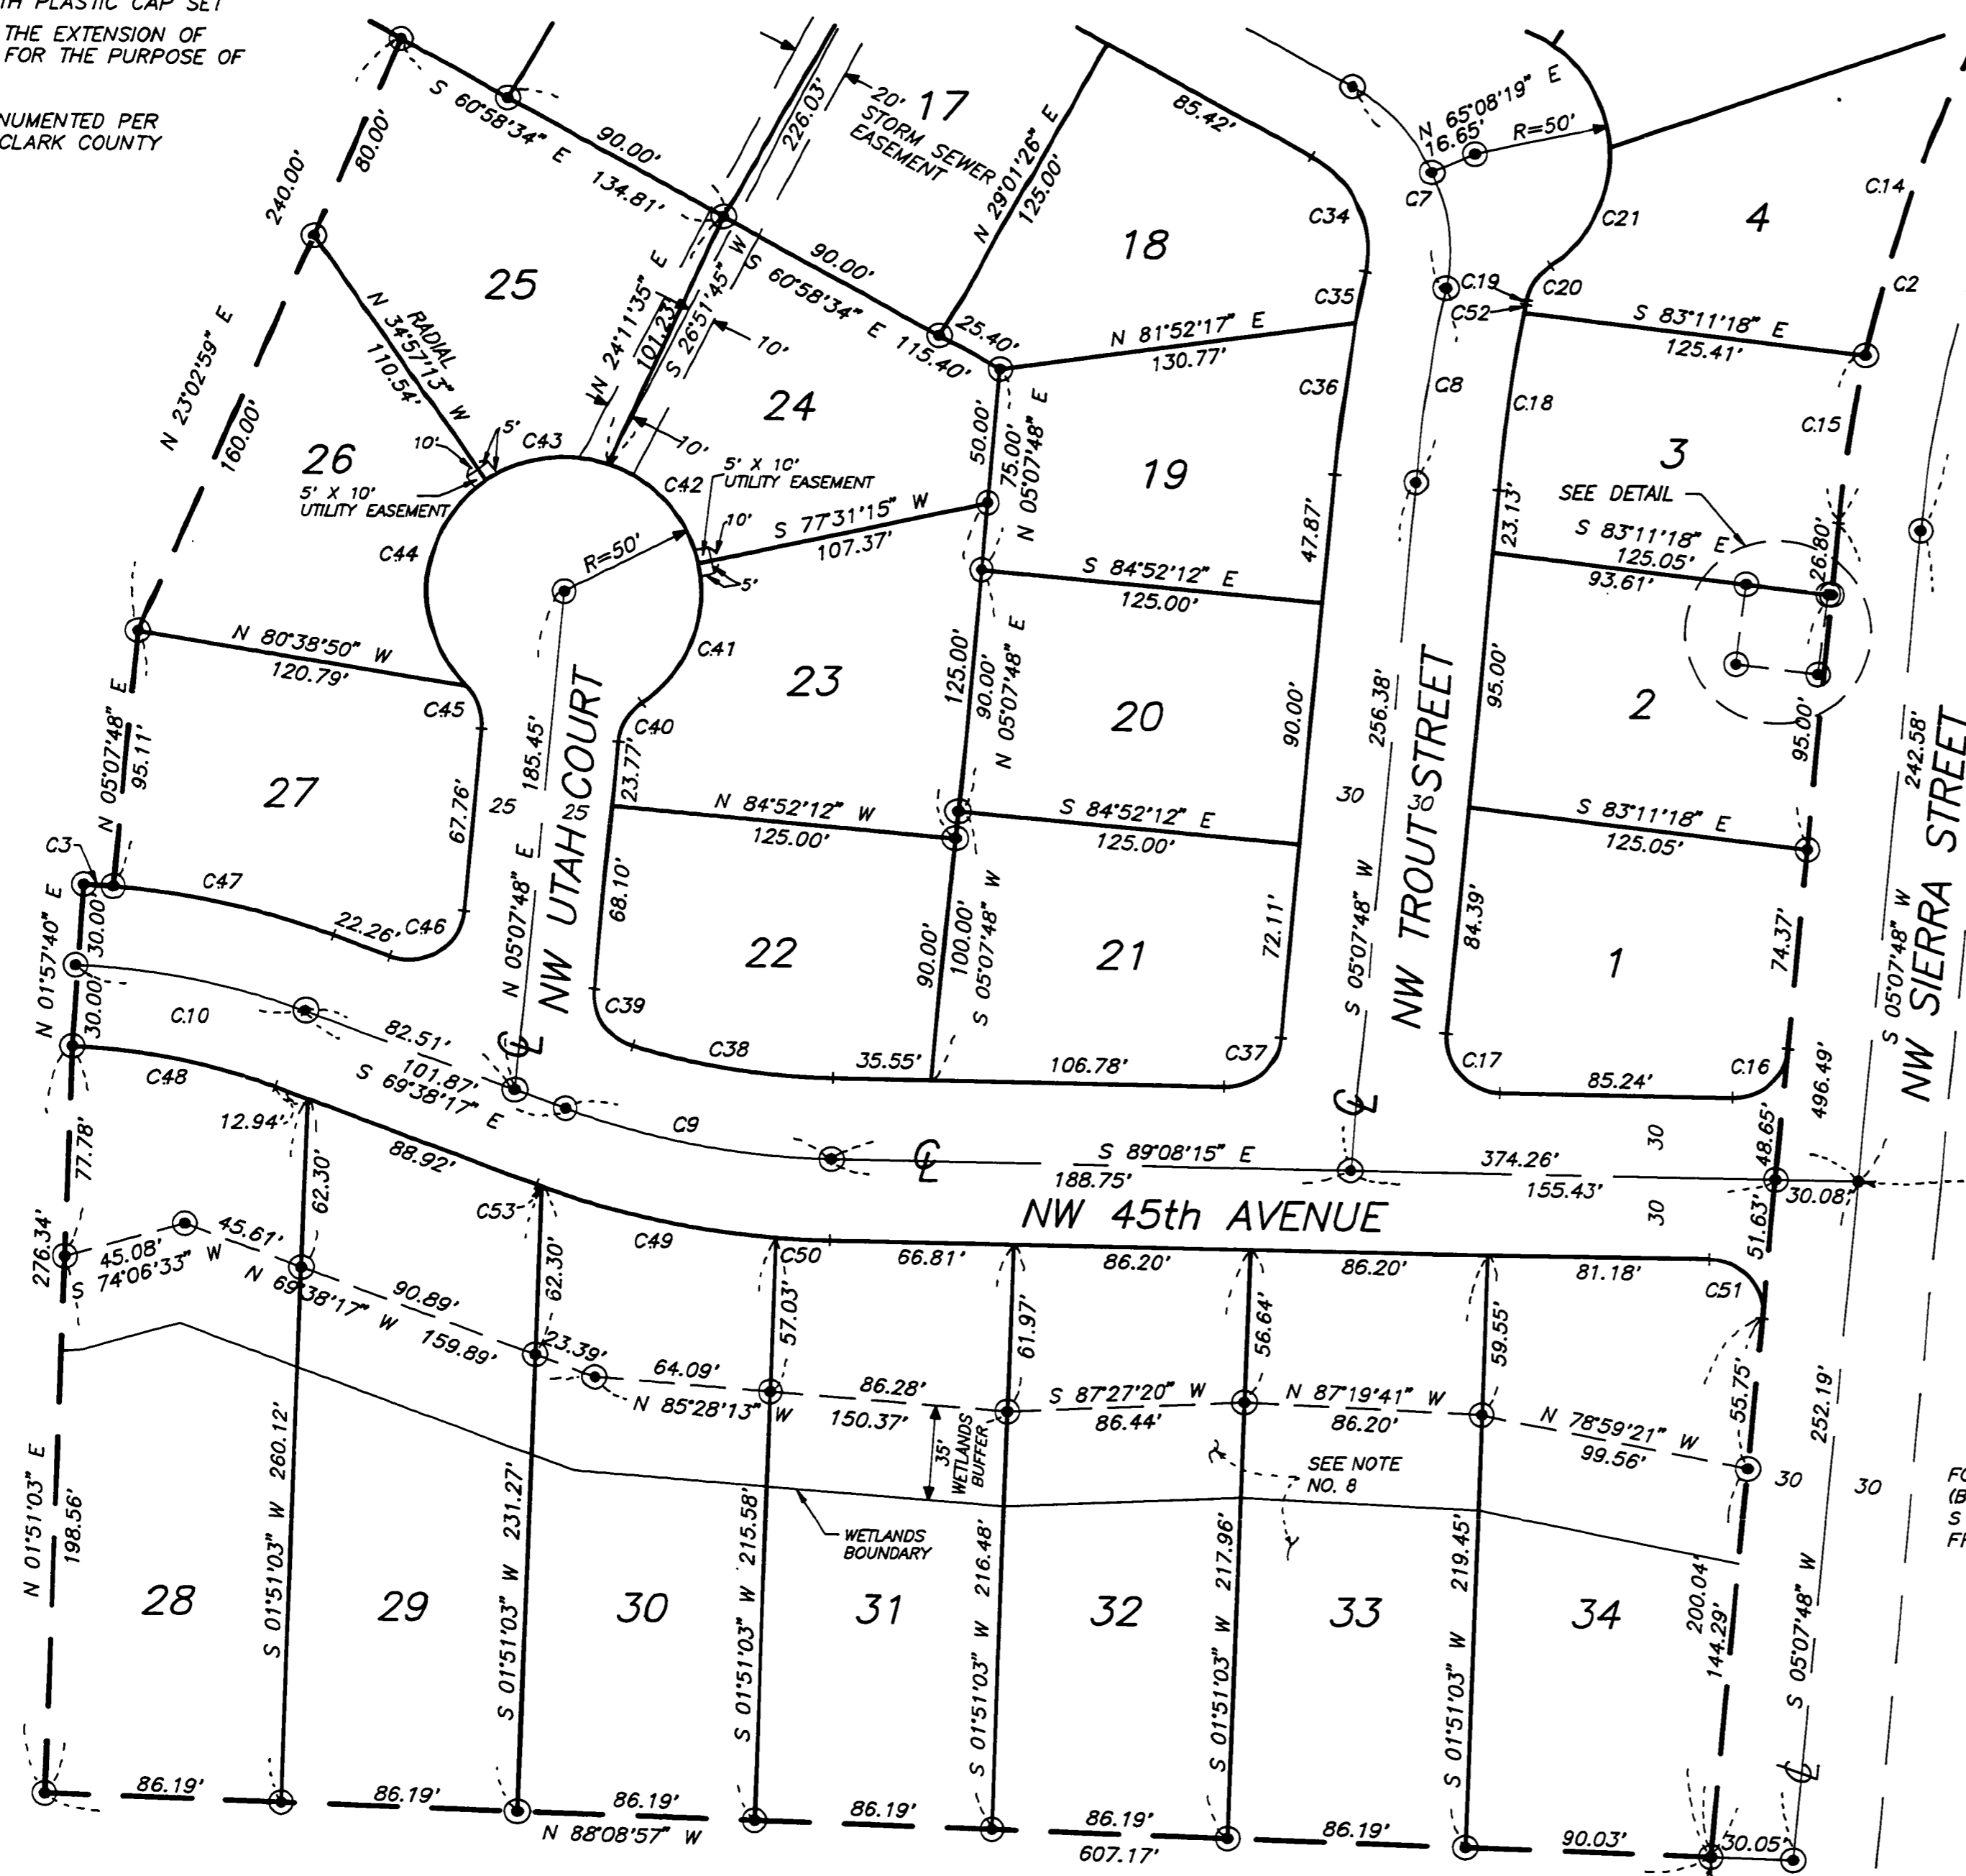 TH PLASTIC CAP SET
THE EXTENSION OF
FOR THE PURPOSE OF
NUMENTED PER
CLARK COUNTY
S 60°58'34" E
90.00'
134.81'
80.00'
240.00'
N 23°02'59" E
160.00'
226.03'
20'
STORM SEWER
EASEMENT
17
N 29°01'26" E
125.00'
85.42'
N 65°08'19" E
16.65'
R=50'
C7
C34
C21
C14
4
C2
18
25
RADIAL
N 34°57'13" W
110.54'
N 24°11'35" E
101.23'
S 26°51'45" W
90.00'
S 60°58'34" E
115.40'
25.40'
10'
10'
24
N 81°52'17" E
130.77'
C35
C36
C19
C52
C20
C8
C18
S 83°11'18" E
125.41'
C15
3
26
5' X 10'
UTILITY EASEMENT
10'
5'
C43
C42
5' X 10'
UTILITY EASEMENT
10'
5'
S 77°31'15" W
107.37'
50.00'
75.00'
N 05°07'48" E
19
47.87'
C44
R=50'
C41
SEE DETAIL
S 83°11'18" E
125.05'
93.61'
26.80'
23.13'
S 84°52'12" E
125.00'
N 80°38'50" W
120.79'
C45
C40
23
125.00'
90.00'
N 05°07'48" E
20
90.00'
256.38'
NW TROUT STREET
95.00'
2
95.00'
242.58'
NW SIERRA STREET
N 05°07'48" E
95.11'
27
67.76'
25
25
185.45'
23.77'
NW UTAH COURT
N 05°07'48" E
N 84°52'12" W
125.00'
S 84°52'12" E
125.00'
30
30
S 83°11'18" E
125.05'
C3
C47
22.26'
C46
68.10'
22
90.00'
100.00'
S 05°07'48" W
21
72.11'
S 05°07'48" W
84.39'
1
74.37'
S 05°07'48" W
N 01°57'40" E
30.00'
30.00'
C10
82.51'
101.87'
S 69°38'17" E
C39
C38
35.55'
106.78'
C37
C17
85.24'
C16
496.49'
C48
12.94'
88.92'
C9
S 89°08'15" E
188.75'
374.26'
155.43'
30
30
48.65'
51.63'
30.08'
NW 45th AVENUE
77.78'
276.34'
62.30'
C53
62.30'
C49
C50
66.81'
86.20'
86.20'
81.18'
C51
45.08'
S 74°06'33" W
45.61'
N 69°38'17" W
90.89'
159.89'
23.39'
64.09'
N 85°28'13" W
57.03'
86.28'
150.37'
61.97'
S 87°27'20" W
86.44'
56.64'
N 87°19'41" W
86.20'
59.55'
N 78°59'21" W
99.56'
55.75'
252.19'
35'
WETLANDS
BUFFER
SEE NOTE
NO. 8
WETLANDS
BOUNDARY
30
30
N 01°51'03" E
198.56'
S 01°51'03" W 260.12'
S 01°51'03" W 231.27'
S 01°51'03" W 215.58'
S 01°51'03" W 216.48'
S 01°51'03" W 217.96'
S 01°51'03" W 219.45'
200.04'
144.29'
S 05°07'48" W
28
29
30
31
32
33
34
86.19'
86.19'
86.19'
N 88°08'57" W
86.19'
86.19'
607.17'
86.19'
90.03'
30.05'